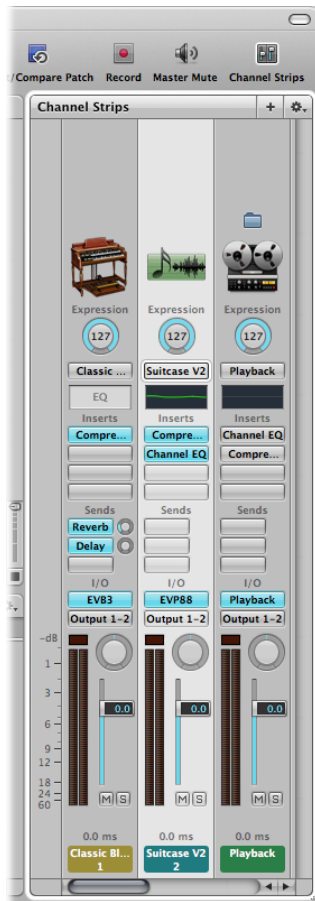 t/Compare Patch Record Master Mute Channel Strips
Channel Strips + 
Expression Expression Expression
127 127 127
Classic ... Suitcase V2 Playback
EQ
Inserts Inserts Inserts
Compre... Compre... Channel EQ
Channel EQ Compre...
Sends Sends Sends
Reverb
Delay
I/O I/O I/O
EVB3 EVP88 Playback
Output 1-2 Output 1-2 Output 1-2
-dB
1
3
0.0 0.0 0.0
6
9
12
18
24
60
M S M S M S
0.0 ms 0.0 ms 0.0 ms
Classic Bl... Suitcase V2 Playback
1 2